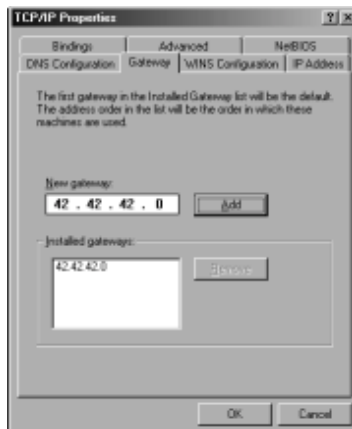 TCP/IP Properties
? x
Bindings Advanced NetBIOS
DNS Configuration Gateway WINS Configuration IP Address
The first gateway in the Installed Gateway list will be the default.
The address order in the list will be the order in which these
machines are used.
New gateway:
42 . 42 . 42 . 0 Add
Installed gateways:
42.42.42.0 Remove
OK Cancel